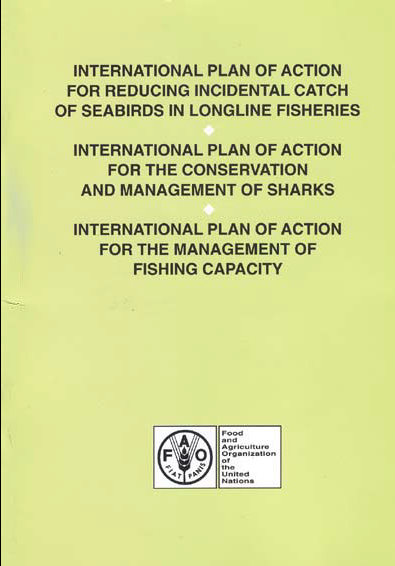 INTERNATIONAL PLAN OF ACTION
FOR REDUCING INCIDENTAL CATCH
OF SEABIRDS IN LONGLINE FISHERIES
INTERNATIONAL PLAN OF ACTION
FOR THE CONSERVATION
AND MANAGEMENT OF SHARKS
INTERNATIONAL PLAN OF ACTION
FOR THE MANAGEMENT OF
FISHING CAPACITY
F A O
FIAT PANIS
Food
and
Agriculture
Organization
of
the
United
Nations